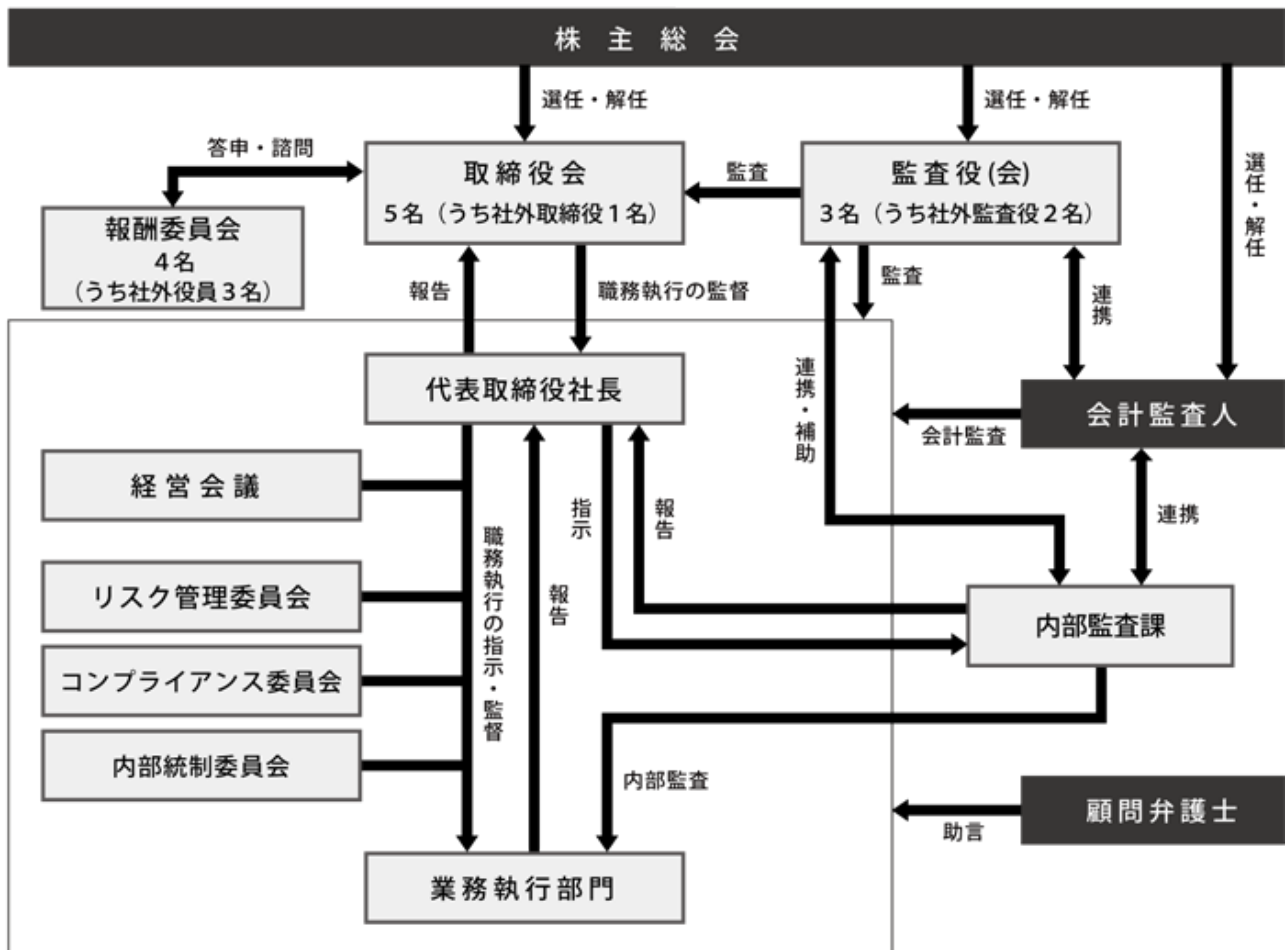 株主総会
選任・解任
選任・解任
選任・解任
答申・諮問
取締役会
5名（うち社外取締役1名）
監査
監査役(会)
3名（うち社外監査役2名）
報酬委員会
4名
（うち社外役員3名）
報告
職務執行の監督
監査
連携
代表取締役社長
連携・補助
会計監査人
会計監査
経営会議
指示
報告
連携
職務執行の指示・監督
報告
リスク管理委員会
内部監査課
コンプライアンス委員会
内部統制委員会
内部監査
顧問弁護士
助言
業務執行部門